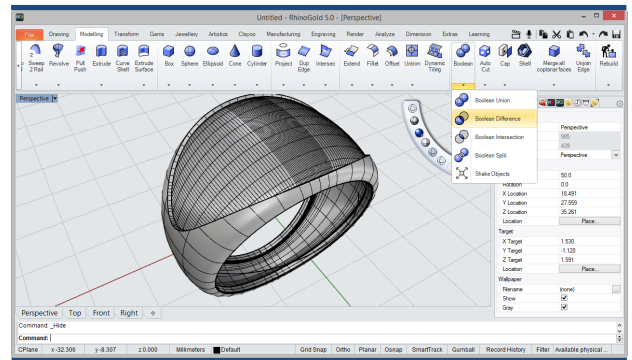 Untitled - RhinoGold 5.0 - [Perspective]
File Drawing Modelling Transform Gems Jewellery Artistics Clayoo Manufacturing Engraving Render Analyze Dimension Extras Learning
Sweep 2 Rail Revolve Pull Push Extrude Curve Shell Extrude Surface Box Sphere Ellipsoid Cone Cylinder Project Dup Edge Intersec Extend Fillet Offset Untrim Dynamic Tiling Boolean Auto Cut Cap Shell Merge all coplanar faces Unjoin Edge Rebuild
Perspective
Boolean Union
Boolean Difference
Boolean Intersection
Boolean Split
Shake Objects
Perspective
985
439
Perspective
50.0
Rotation 0.0
X Location 18.491
Y Location 27.559
Z Location 35.261
Location Place...
Target
X Target 1.530
Y Target -1.120
Z Target 1.591
Location Place...
Wallpaper
Filename (none) ...
Show
Gray
Perspective Top Front Right
Command: _Hide
Command:
CPlane x -32.306 y -8.307 z 0.000 Millimeters Default Grid Snap Ortho Planar Osnap SmartTrack Gumball Record History Filter Available physical ...